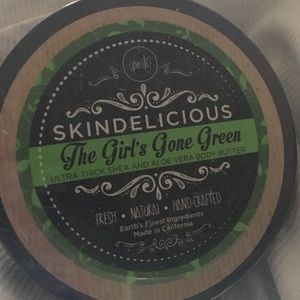 posh
SKINDELICIOUS
The Girl's Gone Green
ULTRA THICK SHEA AND ALOE VERA BODY BUTTER
FRESH • NATURAL • HAND-CRAFTED
Earth's Finest Ingredients
Made in California